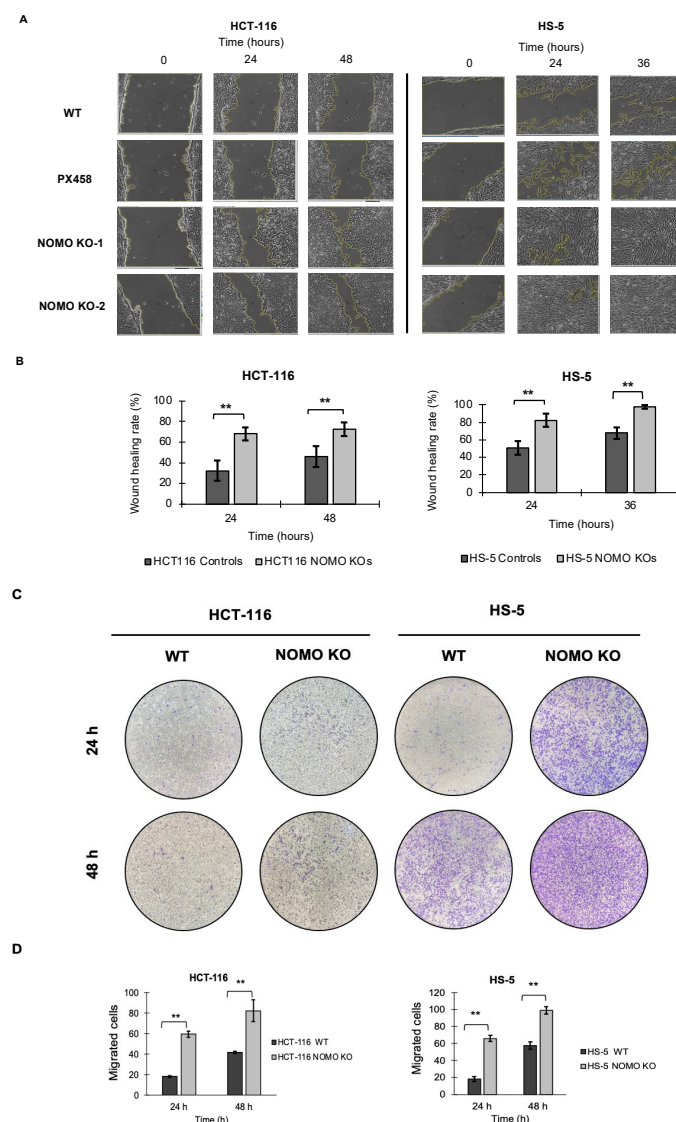 A
HCT-116
HS-5
Time (hours)
Time (hours)
0 24 48
0 24 36
WT
PX458
NOMO KO-1
NOMO KO-2
B
HCT-116
Wound healing rate (%)
100
80
60
40
20
0
**
**
24 48
Time (hours)
HCT116 Controls HCT116 NOMO KOs
HS-5
Wound healing rate (%)
100
80
60
40
20
0
**
**
24 36
Time (hours)
HS-5 Controls HS-5 NOMO KOs
C
HCT-116 HS-5
WT NOMO KO WT NOMO KO
24 h
48 h
D
HCT-116
Migrated cells
100
80
60
40
20
0
**
**
24 h 48 h
Time (h)
HCT-116 WT
HCT-116 NOMO KO
HS-5
Migrated cells
120
100
80
60
40
20
0
**
**
24 h 48 h
Time (h)
HS-5 WT
HS-5 NOMO KO